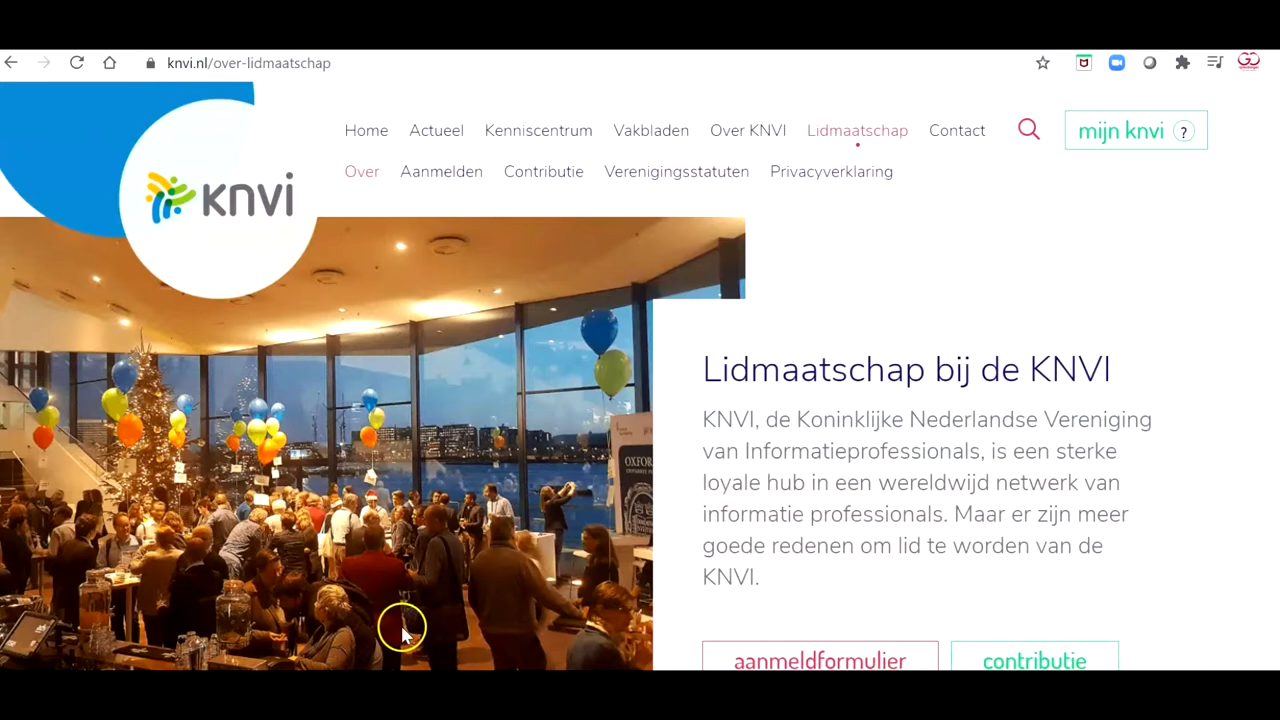 knvi.nl/over-lidmaatschap
Home Actueel Kenniscentrum Vakbladen Over KNVI Lidmaatschap Contact
mijn knvi ?
Over Aanmelden Contributie Verenigingsstatuten Privacyverklaring
knvi
OXFORD
Lidmaatschap bij de KNVI
KNVI, de Koninklijke Nederlandse Vereniging
van Informatieprofessionals, is een sterke
loyale hub in een wereldwijd netwerk van
informatie professionals. Maar er zijn meer
goede redenen om lid te worden van de
KNVI.
aanmeldformulier contributie